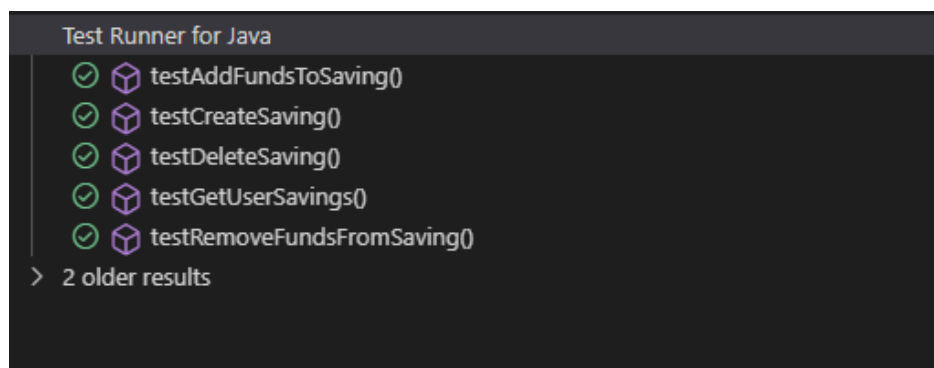 Test Runner for Java
testAddFundsToSaving()
testCreateSaving()
testDeleteSaving()
testGetUserSavings()
testRemoveFundsFromSaving()
2 older results